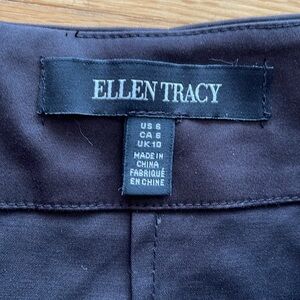 ELLEN TRACY
US 6
CA 6
UK 10
MADE IN
CHINA
FABRIQUÉ
EN CHINE